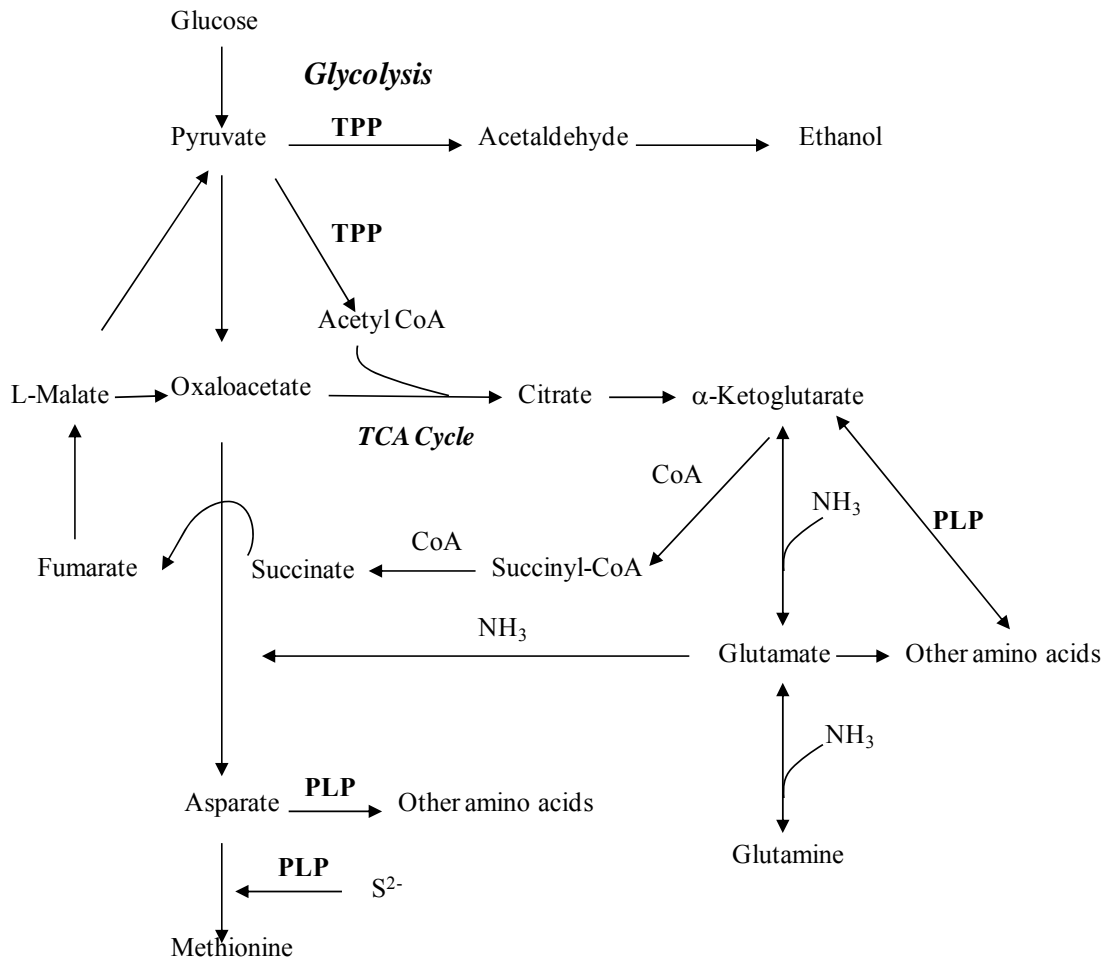 Glucose
Glycolysis
Pyruvate
TPP
Acetaldehyde
Ethanol
TPP
Acetyl CoA
L-Malate
Oxaloacetate
Citrate
α-Ketoglutarate
TCA Cycle
CoA
NH₃
PLP
Fumarate
Succinate
CoA
Succinyl-CoA
NH₃
Glutamate
Other amino acids
NH₃
Asparate
PLP
Other amino acids
Glutamine
PLP
S²⁻
Methionine